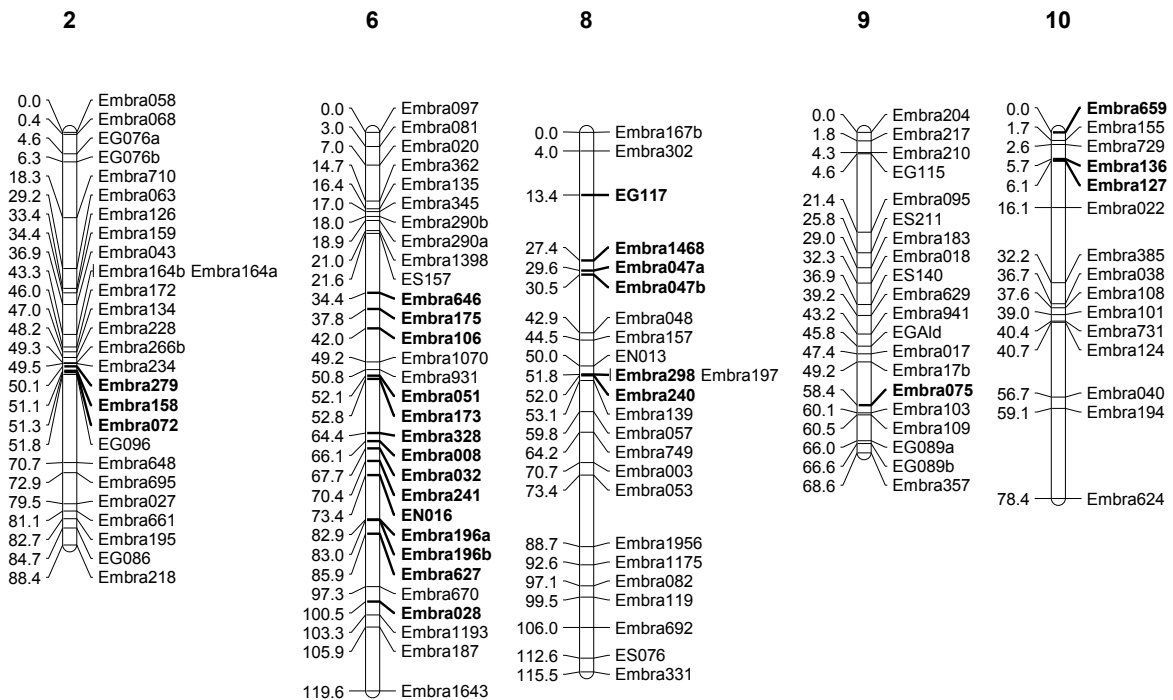 2
0.0 Embra058
0.4 Embra068
4.6 EG076a
6.3 EG076b
18.3 Embra710
29.2 Embra063
33.4 Embra126
34.4 Embra159
36.9 Embra043
43.3 Embra164b Embra164a
46.0 Embra172
47.0 Embra134
48.2 Embra228
49.3 Embra266b
49.5 Embra234
50.1 Embra279
51.1 Embra158
51.3 Embra072
51.8 EG096
70.7 Embra648
72.9 Embra695
79.5 Embra027
81.1 Embra661
82.7 Embra195
84.7 EG086
88.4 Embra218
6
0.0 Embra097
3.0 Embra081
7.0 Embra020
14.7 Embra362
16.4 Embra135
17.0 Embra345
18.0 Embra290b
18.9 Embra290a
21.0 Embra1398
21.6 ES157
34.4 Embra646
37.8 Embra175
42.0 Embra106
49.2 Embra1070
50.8 Embra931
52.1 Embra051
52.8 Embra173
64.4 Embra328
66.1 Embra008
67.7 Embra032
70.4 Embra241
73.4 EN016
82.9 Embra196a
83.0 Embra196b
85.9 Embra627
97.3 Embra670
100.5 Embra028
103.3 Embra1193
105.9 Embra187
119.6 Embra1643
8
0.0 Embra167b
4.0 Embra302
13.4 EG117
27.4 Embra1468
29.6 Embra047a
30.5 Embra047b
42.9 Embra048
44.5 Embra157
50.0 EN013
51.8 Embra298 Embra197
52.0 Embra240
53.1 Embra139
59.8 Embra057
64.2 Embra749
70.7 Embra003
73.4 Embra053
88.7 Embra1956
92.6 Embra1175
97.1 Embra082
99.5 Embra119
106.0 Embra692
112.6 ES076
115.5 Embra331
9
0.0 Embra204
1.8 Embra217
4.3 Embra210
4.6 EG115
21.4 Embra095
25.8 ES211
29.0 Embra183
32.3 Embra018
36.9 ES140
39.2 Embra629
43.2 Embra941
45.8 EGAld
47.4 Embra017
49.2 Embra17b
58.4 Embra075
60.1 Embra103
60.5 Embra109
66.0 EG089a
66.6 EG089b
68.6 Embra357
10
0.0 Embra659
1.7 Embra155
2.6 Embra729
5.7 Embra136
6.1 Embra127
16.1 Embra022
32.2 Embra385
36.7 Embra038
37.6 Embra108
39.0 Embra101
40.4 Embra731
40.7 Embra124
56.7 Embra040
59.1 Embra194
78.4 Embra624